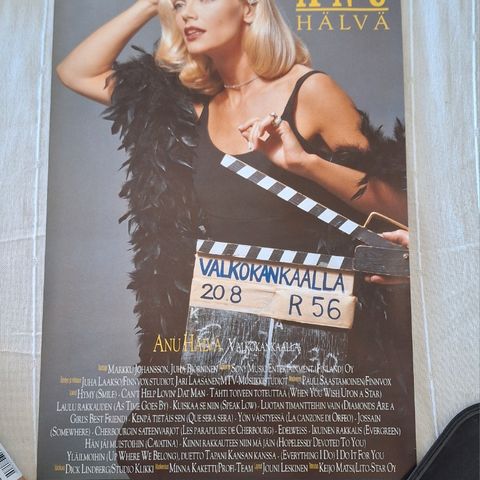 ANU
HÄLVÄ
VALKOKANKAALLA
208 R 56
ANU HÄLVÄ, VALKOKANKAALLA
MARKKU JOHANSSON, JUHA BJÖRNINEN SONY MUSIC ENTERTAINMENT (FINLAND) OY
JUHA LAAKSO/FINNVOX STUDIOT, JARI LAASANEN/MTV-MUSIIKKISTUDIOT PAULI SAASTAMOINEN/FINNVOX
HYMY (SMILE) - CAN'T HELP LOVIN' DAT MAN - TÄHTI TOIVEEN TOTEUTTAA (WHEN YOU WISH UPON A STAR)
LAULU RAKKAUDEN (AS TIME GOES BY) - KUISKAA SE NIIN (SPEAK LOW) - LUOTAN TIMANTTEIHIN VAIN (DIAMONDS ARE A
GIRLS BEST FRIEND) - KENPÄ TIETÄIS SEN (QUE SERA SERA) - YÖN VÄISTYESSÄ (LA CANZONE DI ORFEO) - JOSSAIN
(SOMEWHERE) - CHERBOURGIN SATEENVARJOT (LES PARAPLUIES DE CHERBOURG) - EDELWEISS - IKUINEN RAKKAUS (EVERGREEN)
HÄN JÄI MUISTOIHIN (CAVATINA) - KIINNI RAKKAUTEES NIIN MÄ JÄIN (HOPELESSLY DEVOTED TO YOU)
YLÄILMOIHIN (UP WHERE WE BELONG), DUETTO TAPANI KANSAN KANSSA - (EVERYTHING I DO) I DO IT FOR YOU
DICK LINDBERG/STUDIO KLIKKI MINNA KAKETTI/PROFI-TEAM JOUNI LESKINEN KEIJO MATSI/LITO-STAR OY